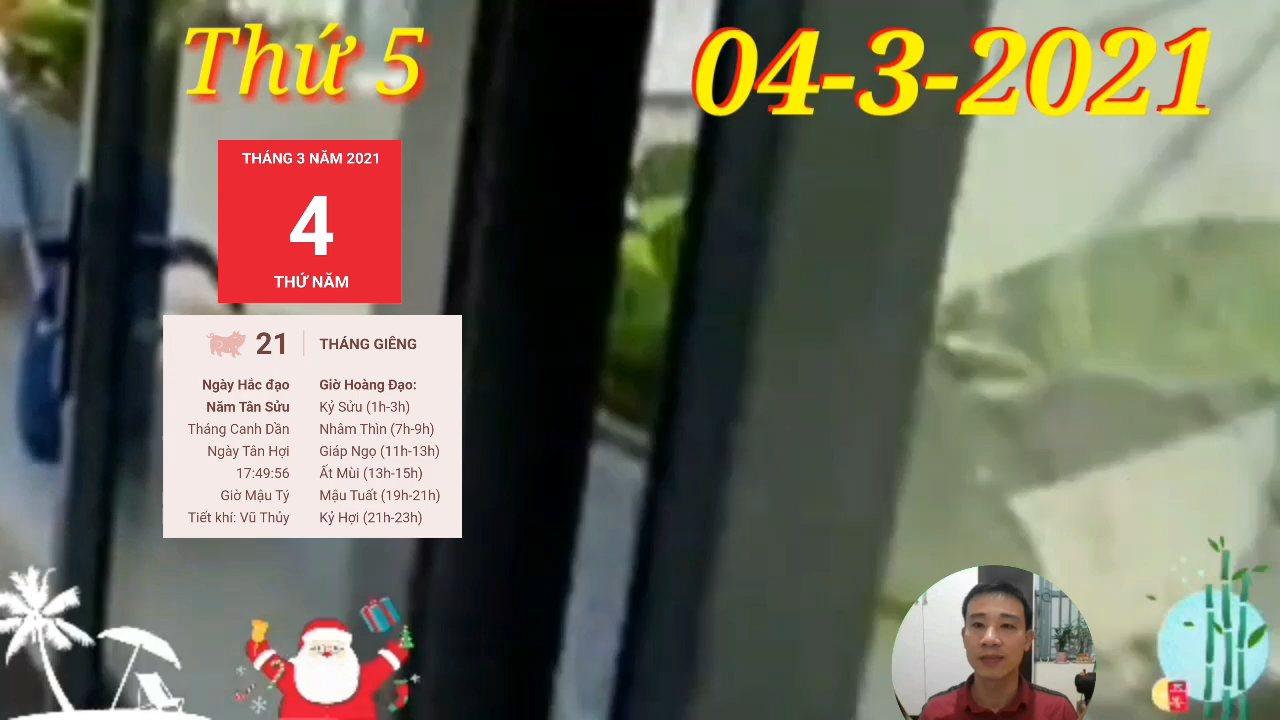 Thứ 5
04-3-2021
THÁNG 3 NĂM 2021
4
THỨ NĂM
21
THÁNG GIÊNG
Ngày Hắc đạo
Năm Tân Sửu
Tháng Canh Dần
Ngày Tân Hợi
17:49:56
Giờ Mậu Tý
Tiết khí: Vũ Thủy
Giờ Hoàng Đạo:
Kỷ Sửu (1h-3h)
Nhâm Thìn (7h-9h)
Giáp Ngọ (11h-13h)
Ất Mùi (13h-15h)
Mậu Tuất (19h-21h)
Kỷ Hợi (21h-23h)